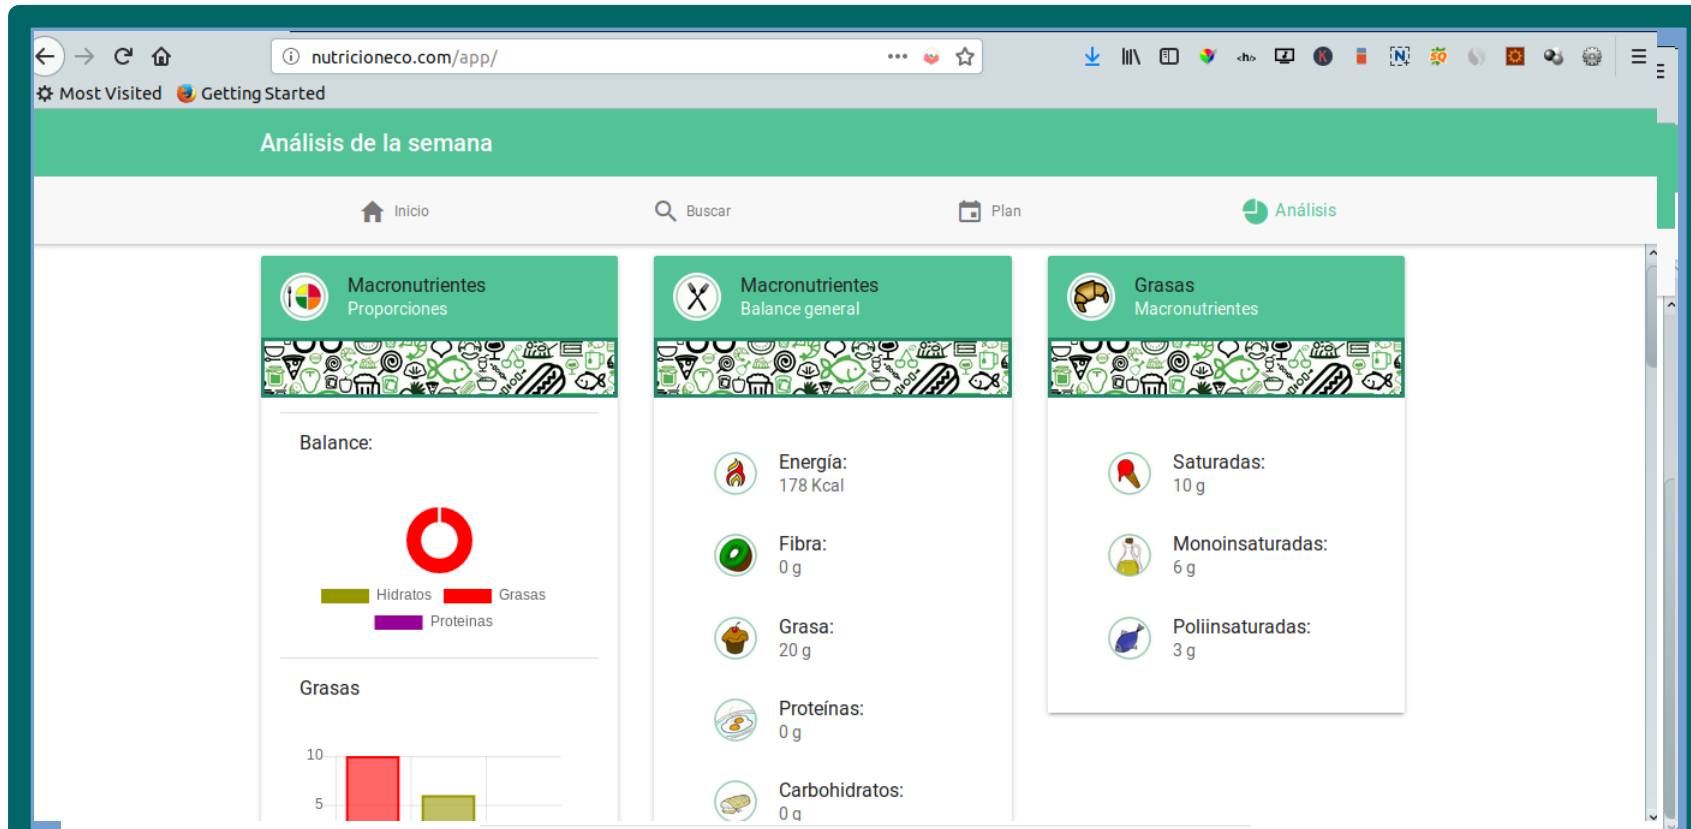 nutricioneco.com/app/
Most Visited Getting Started
Análisis de la semana
Inicio Buscar Plan Análisis
Macronutrientes
Proporciones
Balance:
Hidratos Grasas
Proteinas
Grasas
10
5
Macronutrientes
Balance general
Energía:
178 Kcal
Fibra:
0 g
Grasa:
20 g
Proteínas:
0 g
Carbohidratos:
0 g
Grasas
Macronutrientes
Saturadas:
10 g
Monoinsaturadas:
6 g
Poliinsaturadas:
3 g